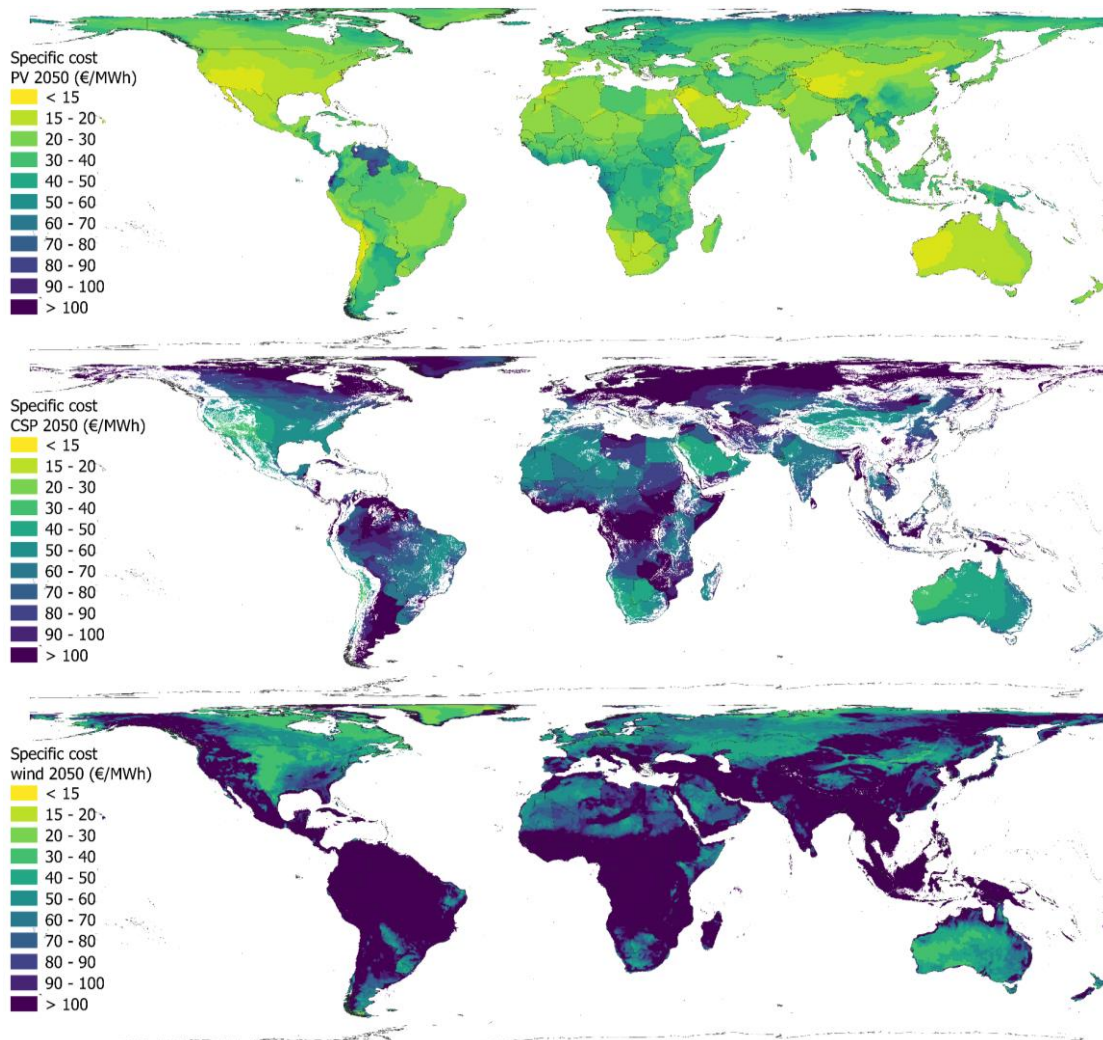 Specific cost
PV 2050 (€/MWh)
< 15
15 - 20
20 - 30
30 - 40
40 - 50
50 - 60
60 - 70
70 - 80
80 - 90
90 - 100
> 100
Specific cost
CSP 2050 (€/MWh)
< 15
15 - 20
20 - 30
30 - 40
40 - 50
50 - 60
60 - 70
70 - 80
80 - 90
90 - 100
> 100
Specific cost
wind 2050 (€/MWh)
< 15
15 - 20
20 - 30
30 - 40
40 - 50
50 - 60
60 - 70
70 - 80
80 - 90
90 - 100
> 100